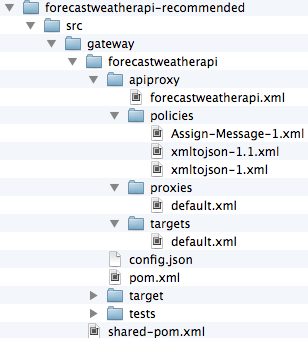 forecastweatherapi-recommended
src
gateway
forecastweatherapi
apiproxy
forecastweatherapi.xml
policies
Assign-Message-1.xml
xmltojson-1.1.xml
xmltojson-1.xml
proxies
default.xml
targets
default.xml
config.json
pom.xml
target
tests
shared-pom.xml